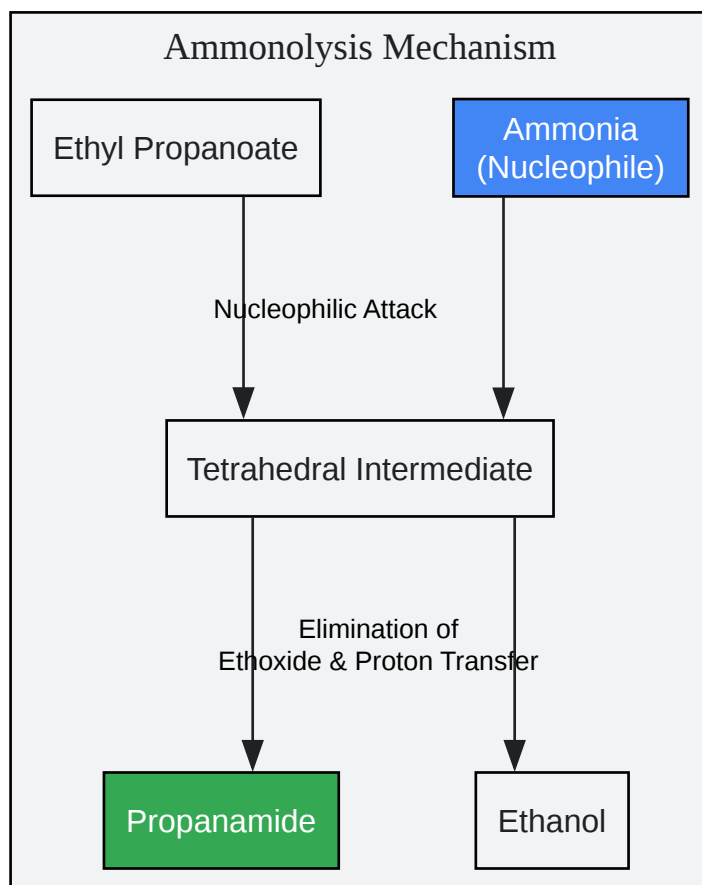 Ammonolysis Mechanism
Ethyl Propanoate
Ammonia
(Nucleophile)
Nucleophilic Attack
Tetrahedral Intermediate
Elimination of
Ethoxide & Proton Transfer
Propanamide
Ethanol